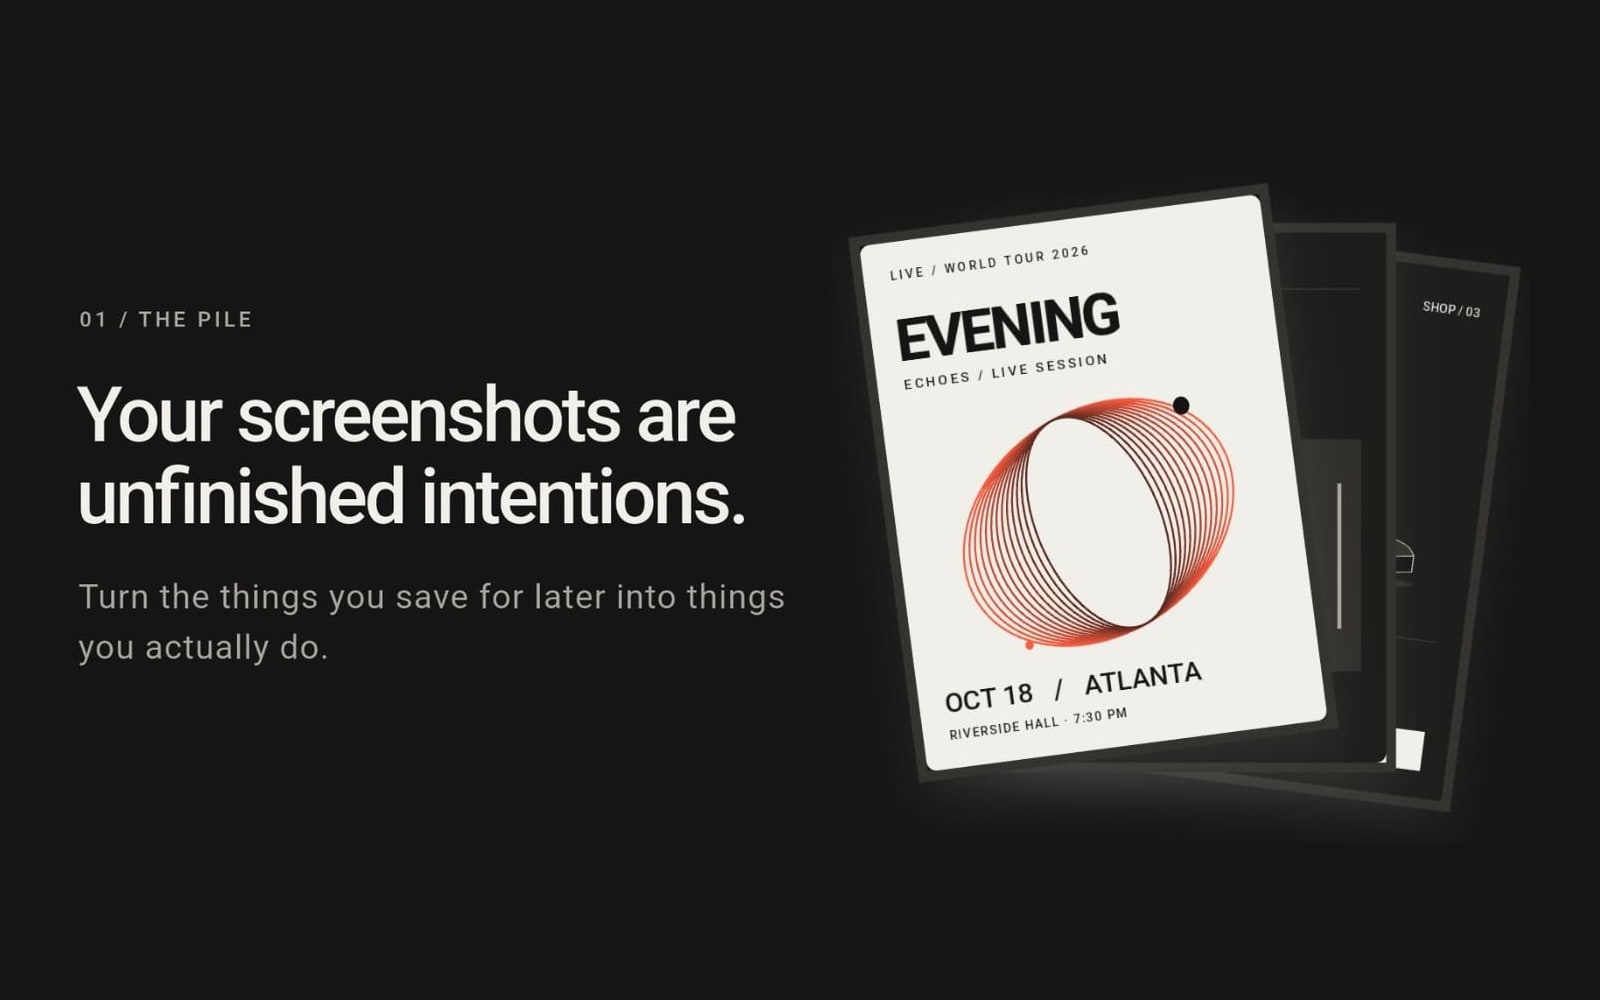 01 / THE PILE
Your screenshots are
unfinished intentions.
Turn the things you save for later into things
you actually do.
LIVE / WORLD TOUR 2026
EVENING
ECHOES / LIVE SESSION
OCT 18 / ATLANTA
RIVERSIDE HALL · 7:30 PM
SHOP / 03